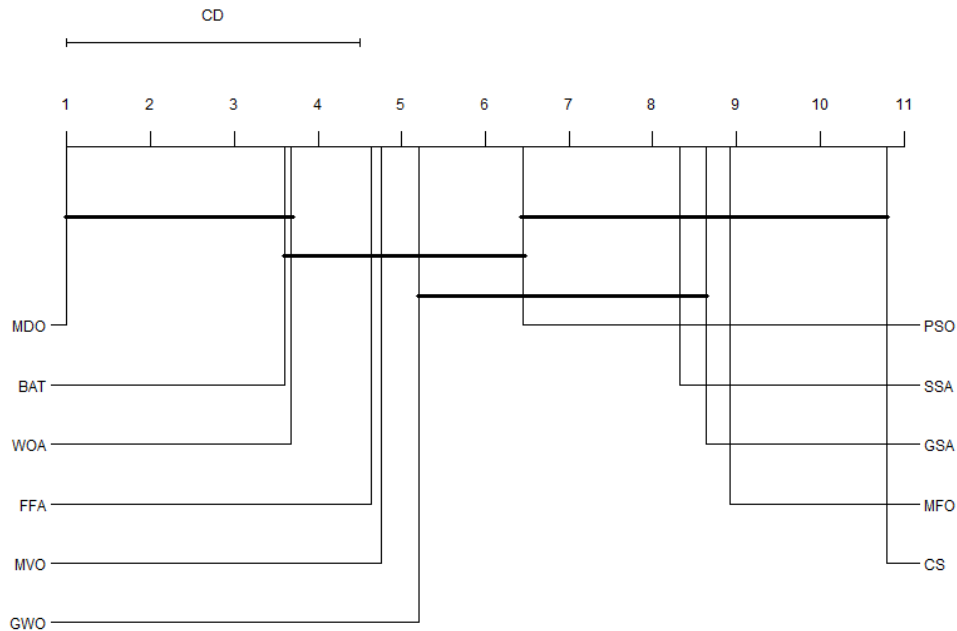 CD
1 2 3 4 5 6 7 8 9 10 11
MDO PSO
BAT SSA
WOA GSA
FFA MFO
MVO CS
GWO